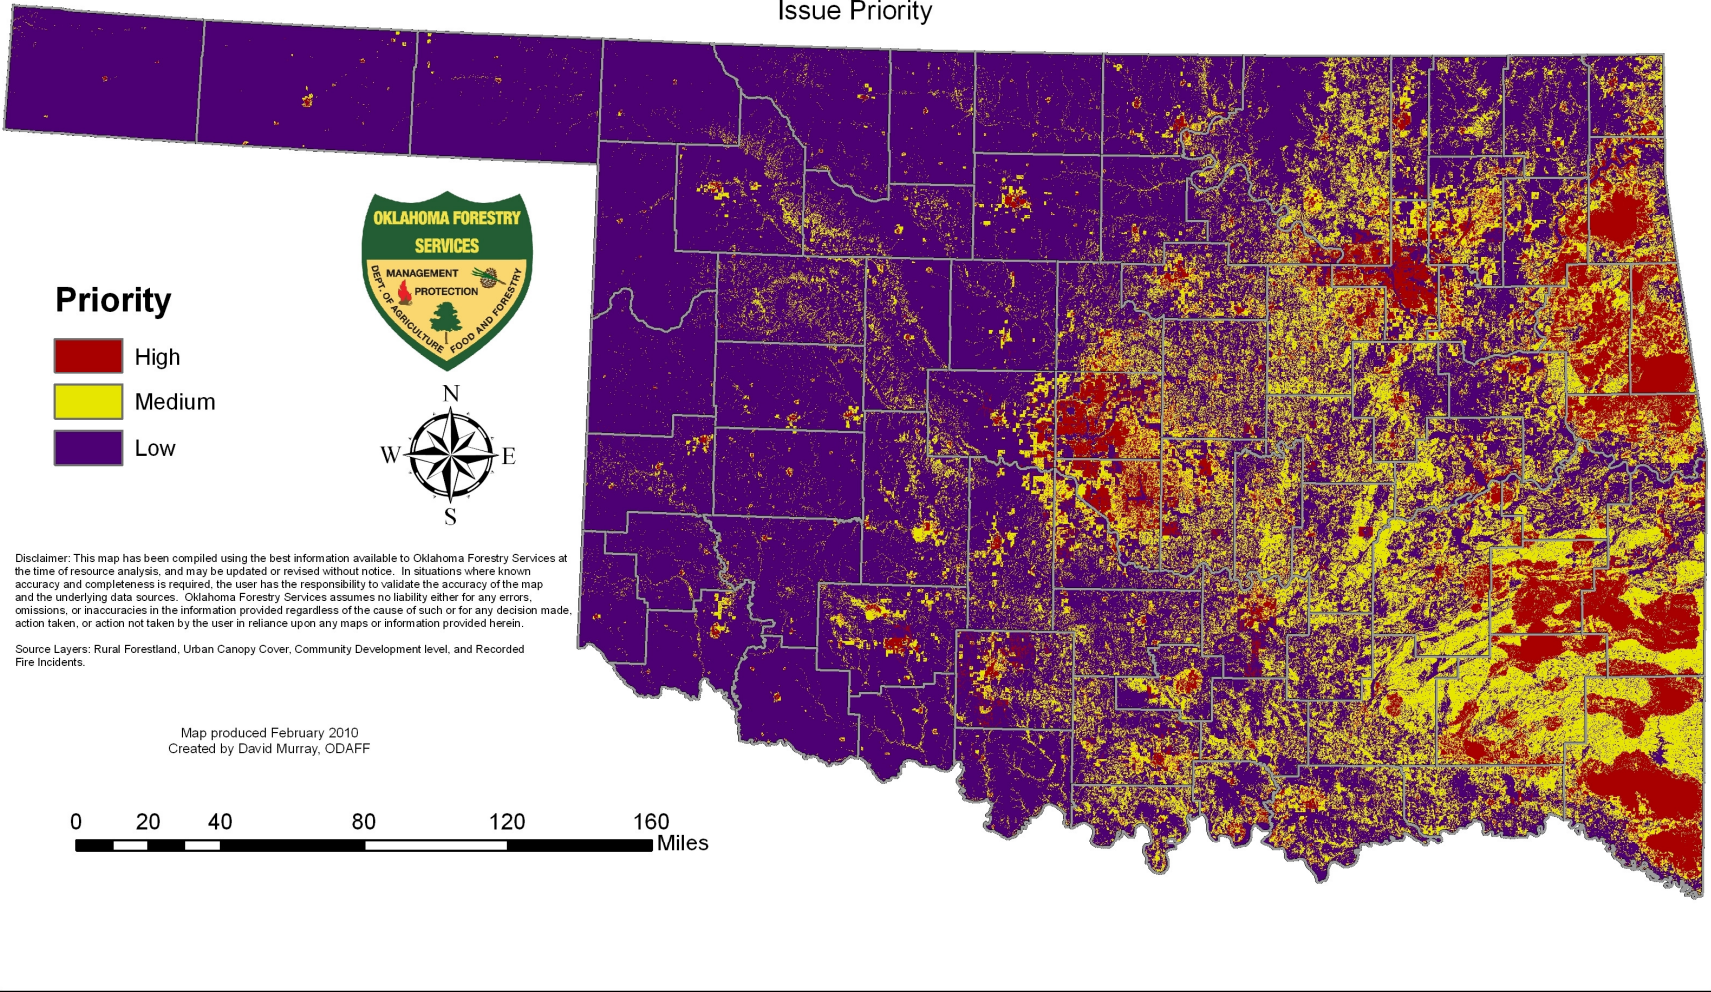 Issue Priority
OKLAHOMA FORESTRY
SERVICES
MANAGEMENT
PROTECTION
DEPT. OF AGRICULTURE
FOOD AND FORESTRY
Priority
High
Medium
Low
N
W
E
S
Disclaimer: This map has been compiled using the best information available to Oklahoma Forestry Services at
the time of resource analysis, and may be updated or revised without notice. In situations where known
accuracy and completeness is required, the user has the responsibility to validate the accuracy of the map
and the underlying data sources. Oklahoma Forestry Services assumes no liability either for any errors,
omissions, or inaccuracies in the information provided regardless of the cause of such or for any decision made,
action taken, or action not taken by the user in reliance upon any maps or information provided herein.
Source Layers: Rural Forestland, Urban Canopy Cover, Community Development level, and Recorded
Fire Incidents.
Map produced February 2010
Created by David Murray, ODAFF
0 20 40 80 120 160
Miles